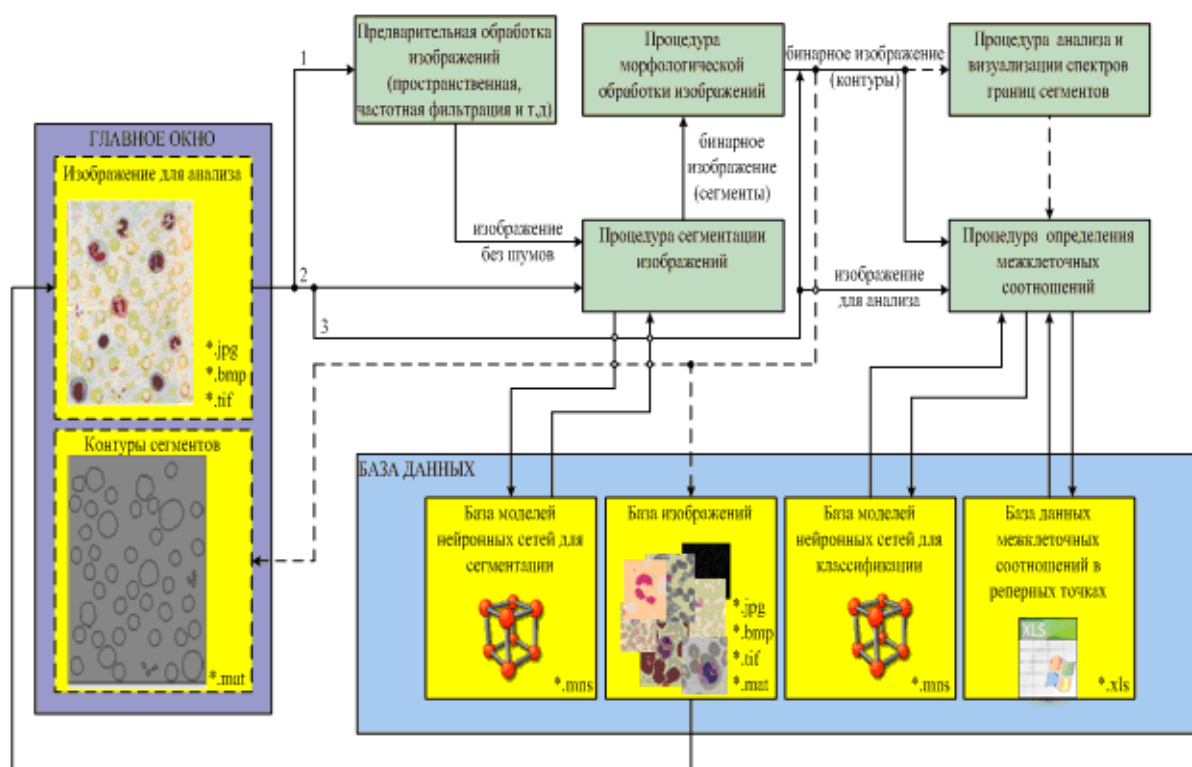 Предварительная обработка
изображений
(пространственная,
частотная фильтрация и т,д)
Процедура
морфологической
обработки изображений
бинарное изображение
(контуры)
Процедура анализа и
визуализации спектров
границ сегментов
1
ГЛАВНОЕ ОКНО
Изображение для анализа
*.jpg
*.bmp
*.tif
бинарное
изображение
(сегменты)
изображение
без шумов
Процедура сегментации
изображений
Процедура определения
межклеточных
соотношений
2
изображение
для анализа
3
Контуры сегментов
*.mat
БАЗА ДАННЫХ
База моделей
нейронных сетей для
сегментации
*.mns
База изображений
*.jpg
*.bmp
*.tif
*.mat
База моделей
нейронных сетей для
классификации
*.mns
База данных
межклеточных
соотношений в
реперных точках
XLS
*.xls